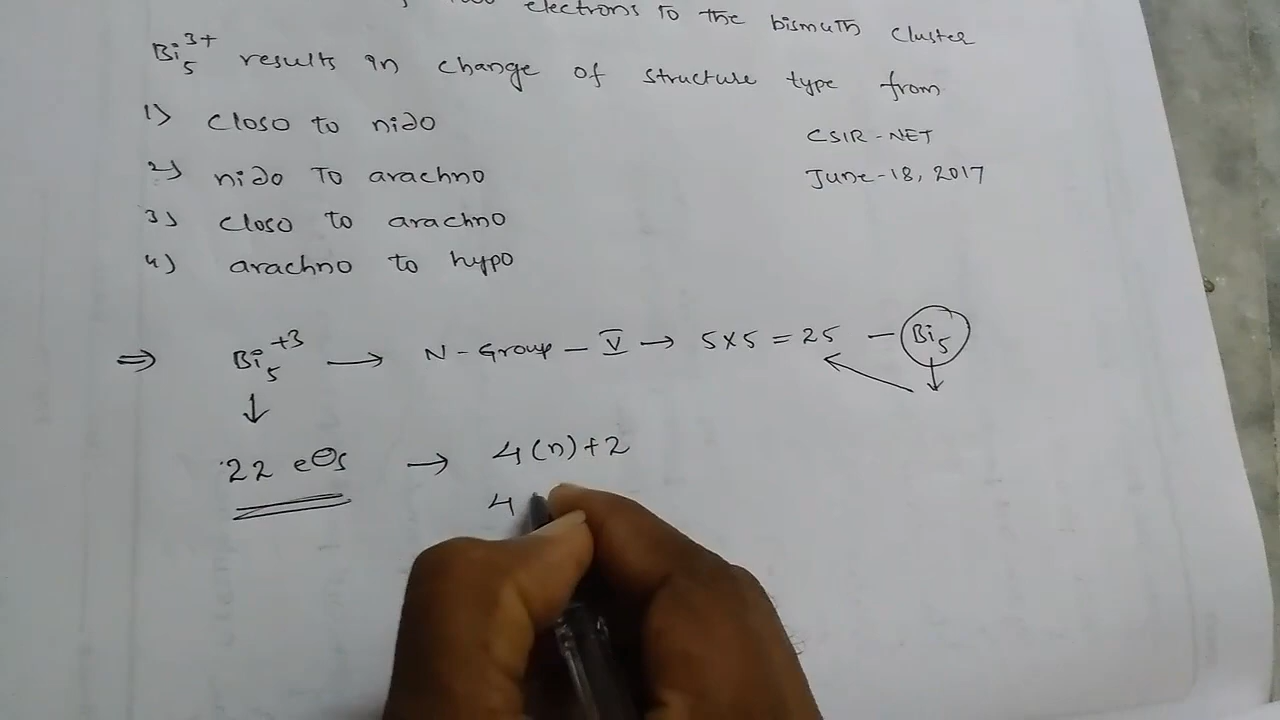 electrons to the bismuth cluster
Bi₅³⁺ results in change of structure type from
1) closo to nido
2) nido To arachno
3) closo to arachno
4) arachno to hypo
CSIR-NET
June-18, 2017
⇒ Bi₅⁺³ → N-Group-V → 5×5=25 - Bi₅
22 e⊖s → 4(n)+2
4